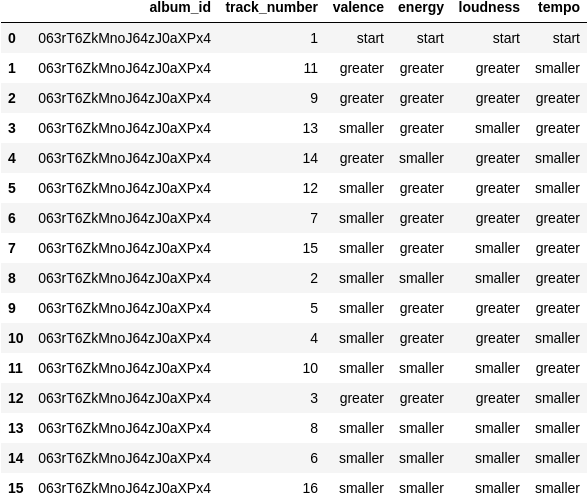 album_id track_number valence energy loudness tempo
0 063rT6ZkMnoJ64zJ0aXPx4 1 start start start start
1 063rT6ZkMnoJ64zJ0aXPx4 11 greater greater greater smaller
2 063rT6ZkMnoJ64zJ0aXPx4 9 greater greater greater greater
3 063rT6ZkMnoJ64zJ0aXPx4 13 smaller greater smaller greater
4 063rT6ZkMnoJ64zJ0aXPx4 14 greater smaller greater smaller
5 063rT6ZkMnoJ64zJ0aXPx4 12 smaller greater greater smaller
6 063rT6ZkMnoJ64zJ0aXPx4 7 smaller greater greater greater
7 063rT6ZkMnoJ64zJ0aXPx4 15 smaller greater smaller greater
8 063rT6ZkMnoJ64zJ0aXPx4 2 smaller smaller smaller greater
9 063rT6ZkMnoJ64zJ0aXPx4 5 smaller greater greater greater
10 063rT6ZkMnoJ64zJ0aXPx4 4 smaller greater greater smaller
11 063rT6ZkMnoJ64zJ0aXPx4 10 smaller smaller smaller greater
12 063rT6ZkMnoJ64zJ0aXPx4 3 greater greater greater smaller
13 063rT6ZkMnoJ64zJ0aXPx4 8 smaller smaller smaller smaller
14 063rT6ZkMnoJ64zJ0aXPx4 6 smaller smaller smaller smaller
15 063rT6ZkMnoJ64zJ0aXPx4 16 smaller smaller smaller smaller